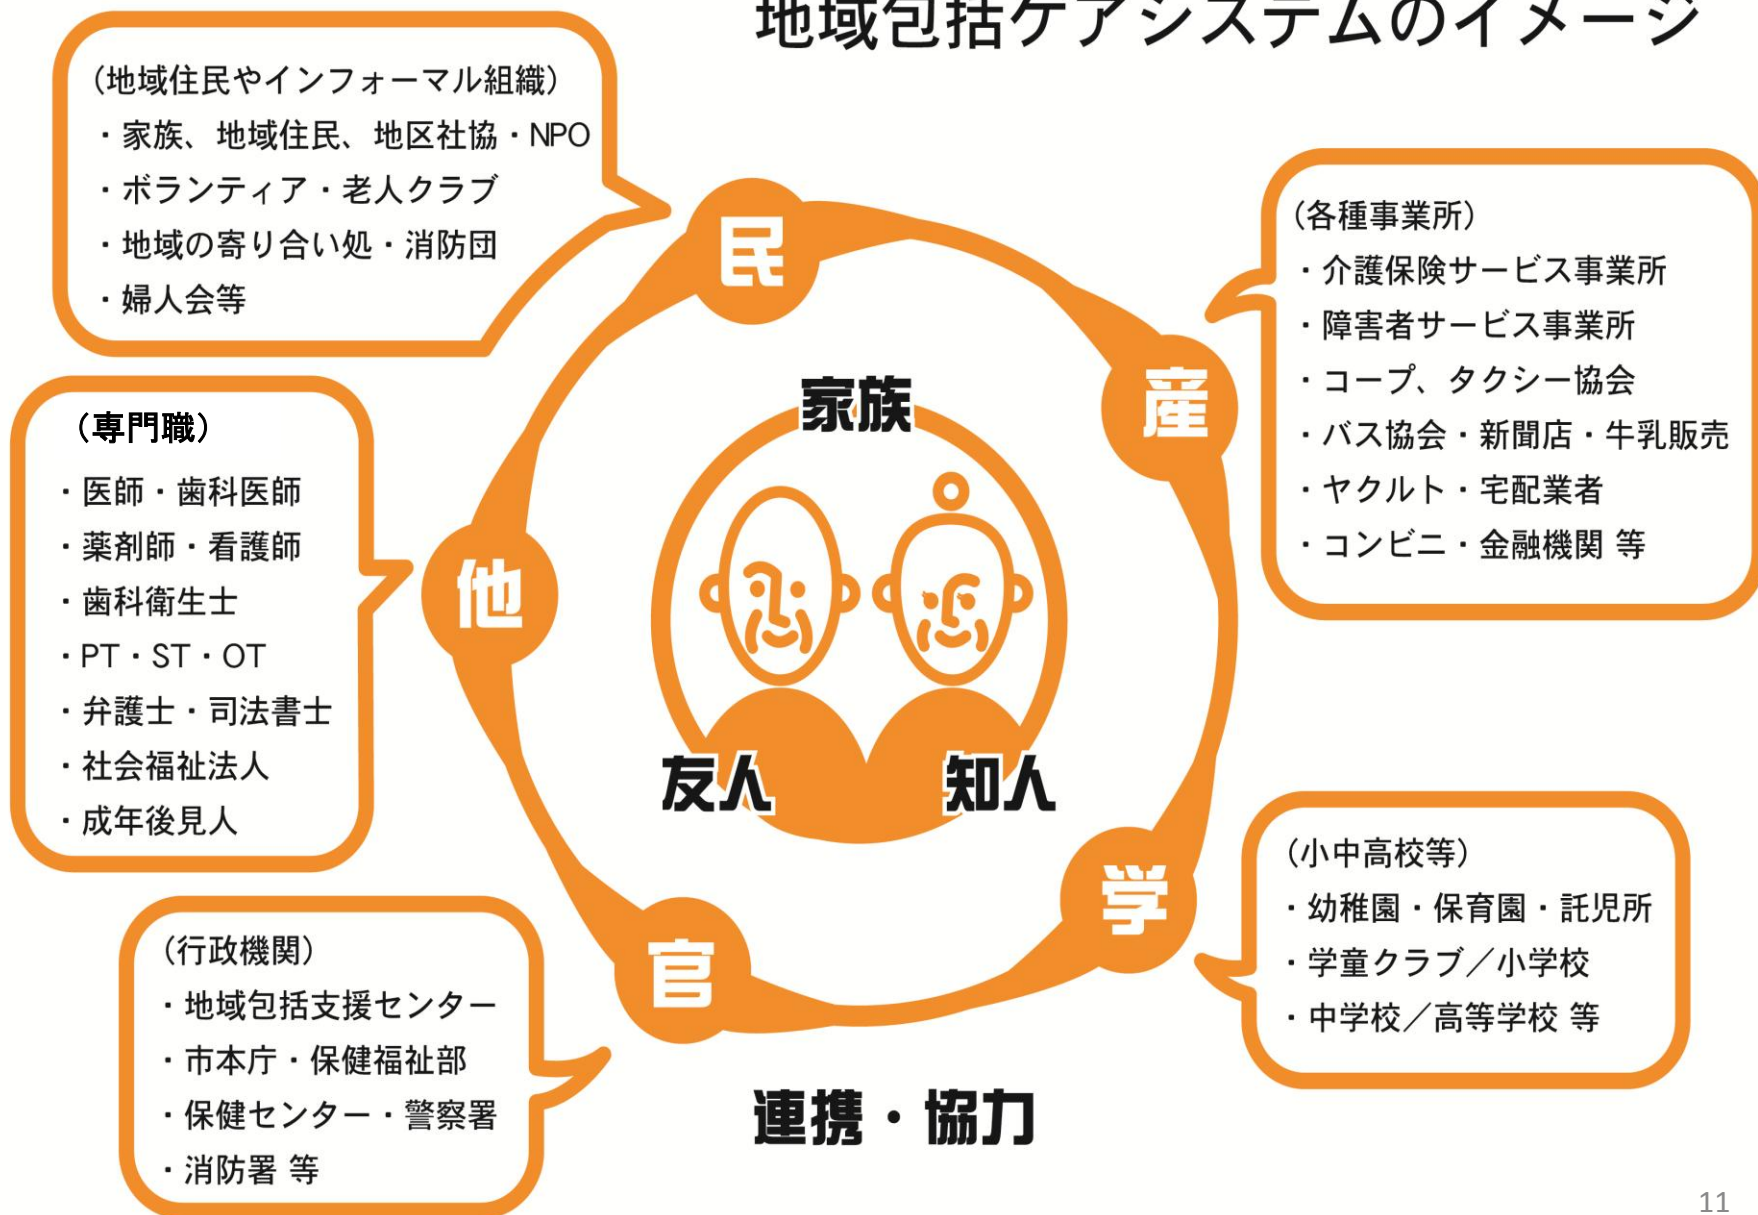 地域包括ケアシステムのイメージ
(地域住民やインフォーマル組織)
・家族、地域住民、地区社協・NPO
・ボランティア・老人クラブ
・地域の寄り合い処・消防団
・婦人会等
民
(各種事業所)
・介護保険サービス事業所
・障害者サービス事業所
・コープ、タクシー協会
・バス協会・新聞店・牛乳販売
・ヤクルト・宅配業者
・コンビニ・金融機関 等
産
家族
友人
知人
(専門職)
・医師・歯科医師
・薬剤師・看護師
・歯科衛生士
・PT・ST・OT
・弁護士・司法書士
・社会福祉法人
・成年後見人
他
(小中高校等)
・幼稚園・保育園・託児所
・学童クラブ/小学校
・中学校/高等学校 等
学
(行政機関)
・地域包括支援センター
・市本庁・保健福祉部
・保健センター・警察署
・消防署 等
官
連携・協力
11